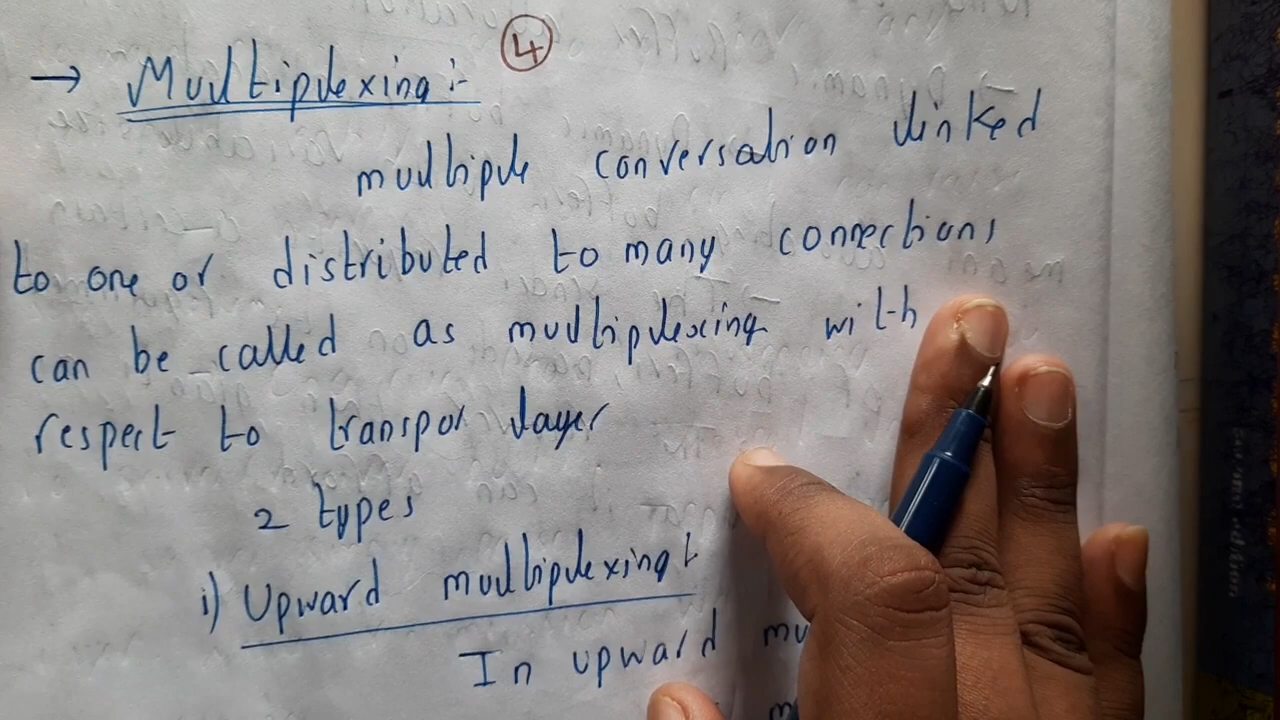 4
→ Multiplexing :-
multiple conversation linked
to one or distributed to many connections
can be called as multiplexing with
respect to transpor layer
2 types
i) Upward multiplexing :
In upward mu